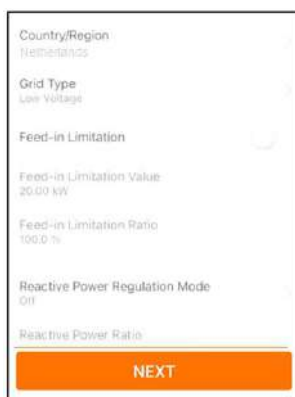 Country/Region
Netherlands
Grid Type
Low Voltage
Feed-in Limitation
Feed-in Limitation Value
20.00 kW
Feed-in Limitation Ratio
100.0 %
Reactive Power Regulation Mode
Off
Reactive Power Ratio
NEXT